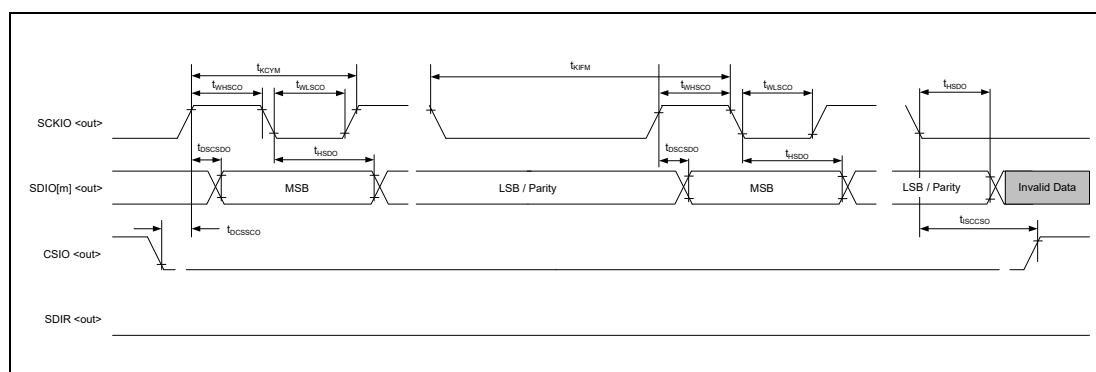 tKCYM
tKIFM
tWHSCO
tWLSCO
tWHSCO
tWLSCO
tHSDO
SCKIO <out>
tDSCSDO
tHSDO
tDSCSDO
tHSDO
SDIO[m] <out>
MSB
LSB / Parity
MSB
LSB / Parity
Invalid Data
tDCSSCO
tISCCSO
CSIO <out>
SDIR <out>